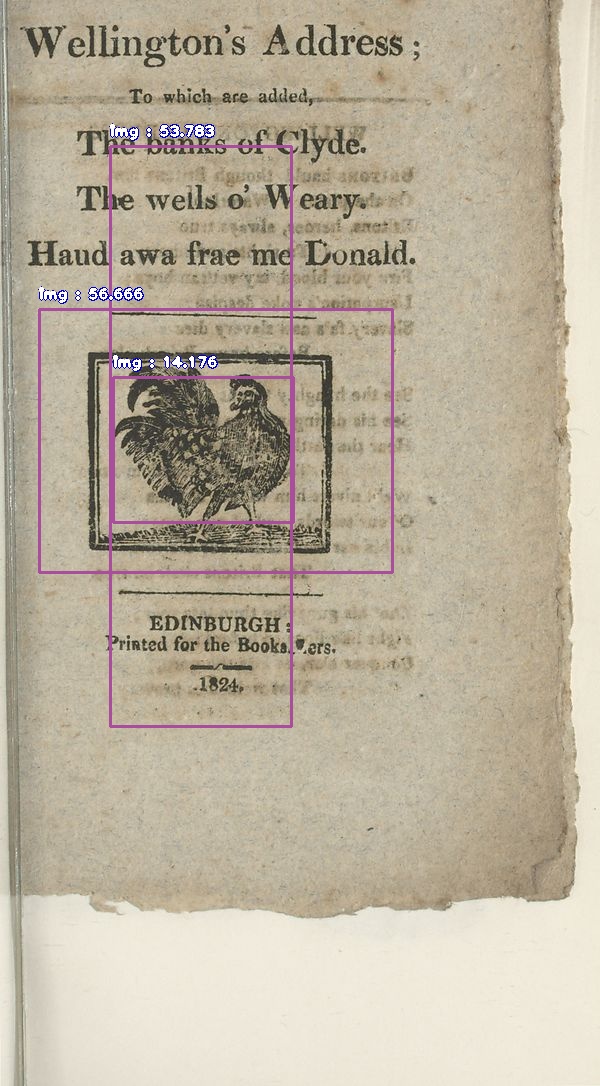 Wellington's Address;
To which are added,
The banks of Clyde.
img : 53.783
The wells o' Weary.
Haud awa frae me Donald.
img : 56.666
img : 14.176
EDINBURGH:
Printed for the
1824.